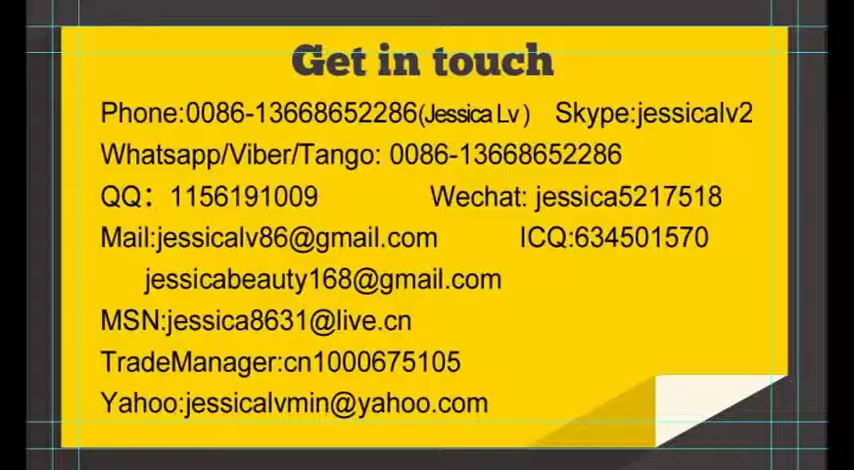 Get in touch
Phone:0086-13668652286(Jessica Lv) Skype:jessicalv2
Whatsapp/Viber/Tango: 0086-13668652286
QQ：1156191009 Wechat: jessica5217518
Mail:jessicalv86@gmail.com ICQ:634501570
jessicabeauty168@gmail.com
MSN:jessica8631@live.cn
TradeManager:cn1000675105
Yahoo:jessicalvmin@yahoo.com